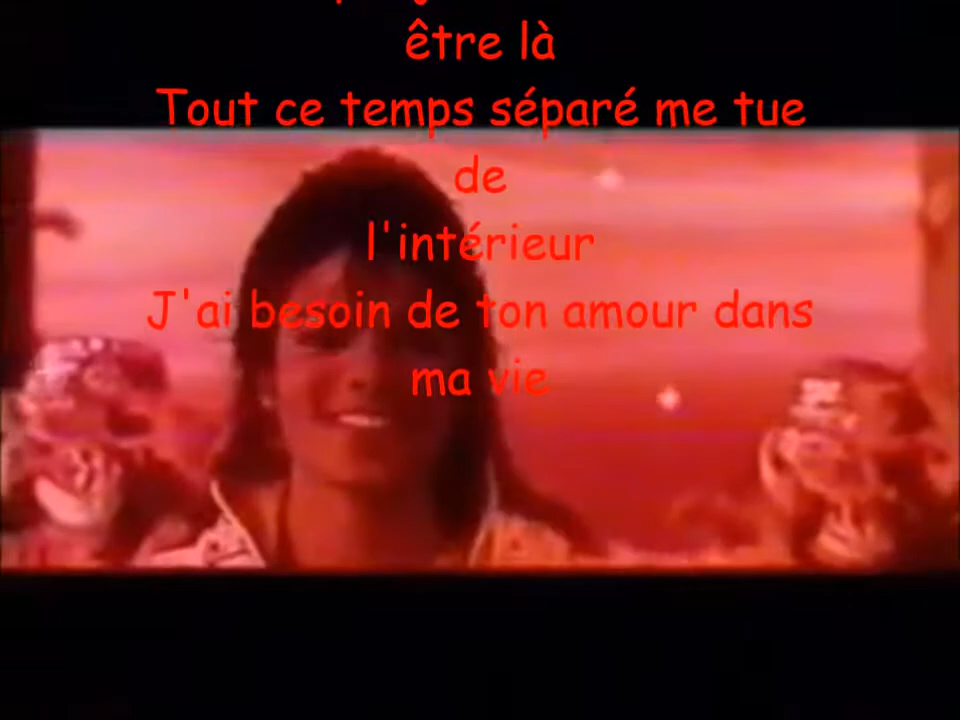 être là
Tout ce temps séparé me tue
de
l'intérieur
J'ai besoin de ton amour dans
ma vie